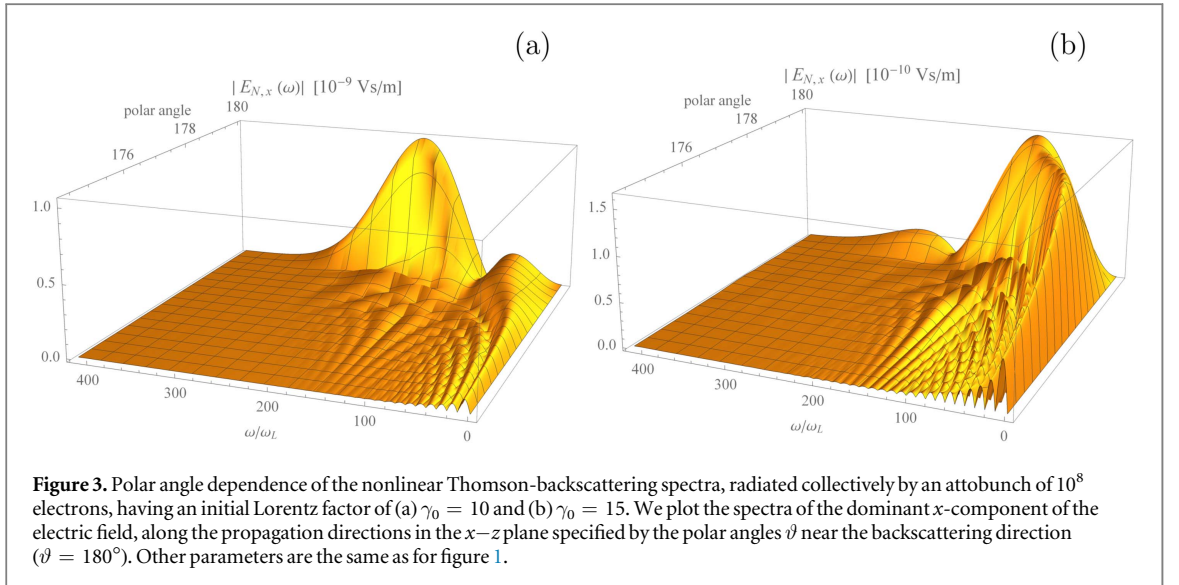 (a)
|E_{N,x}(ω)| [10⁻⁹ Vs/m]
polar angle
180
178
176
1.0
0.5
0.0
400
300
200
100
0
ω/ω_L
(b)
|E_{N,x}(ω)| [10⁻¹⁰ Vs/m]
polar angle
180
178
176
1.5
1.0
0.5
0.0
400
300
200
100
0
ω/ω_L
Figure 3. Polar angle dependence of the nonlinear Thomson-backscattering spectra, radiated collectively by an attobunch of 10⁸
electrons, having an initial Lorentz factor of (a) γ₀ = 10 and (b) γ₀ = 15. We plot the spectra of the dominant x-component of the
electric field, along the propagation directions in the x−z plane specified by the polar angles ϑ near the backscattering direction
(ϑ = 180°). Other parameters are the same as for figure 1.